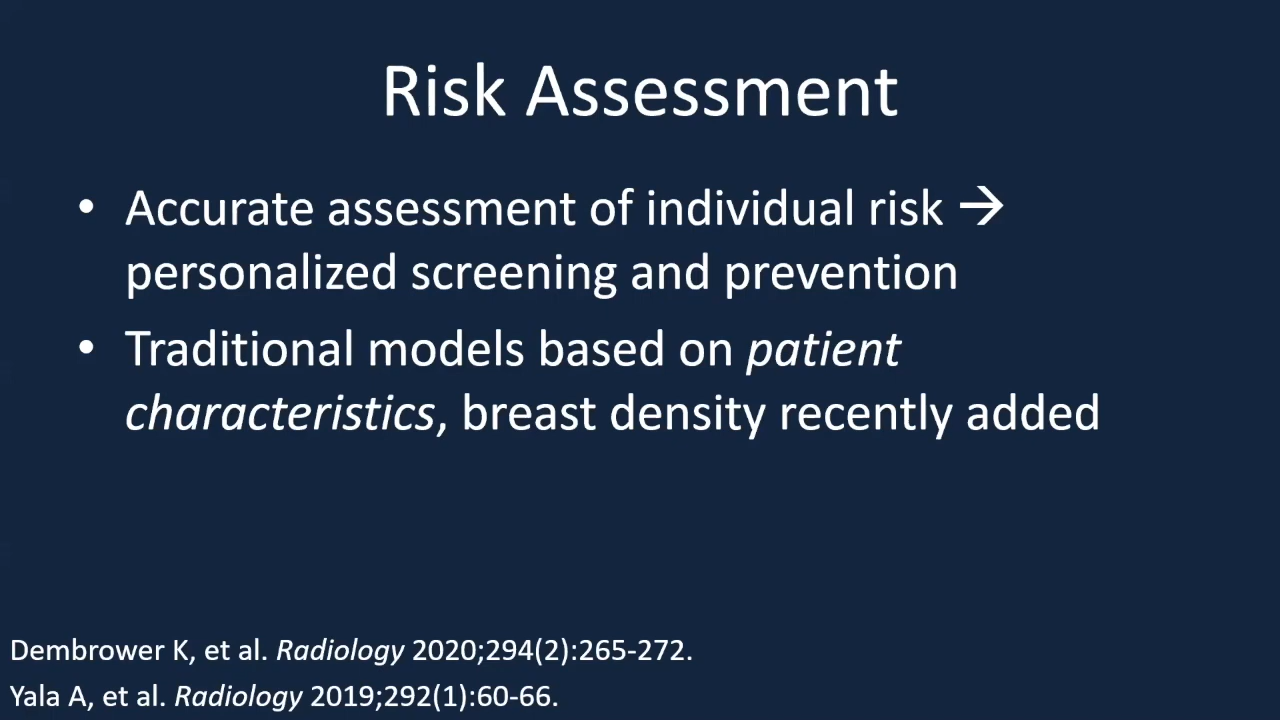 Risk Assessment
• Accurate assessment of individual risk →
personalized screening and prevention
• Traditional models based on patient
characteristics, breast density recently added
Dembrower K, et al. Radiology 2020;294(2):265-272.
Yala A, et al. Radiology 2019;292(1):60-66.